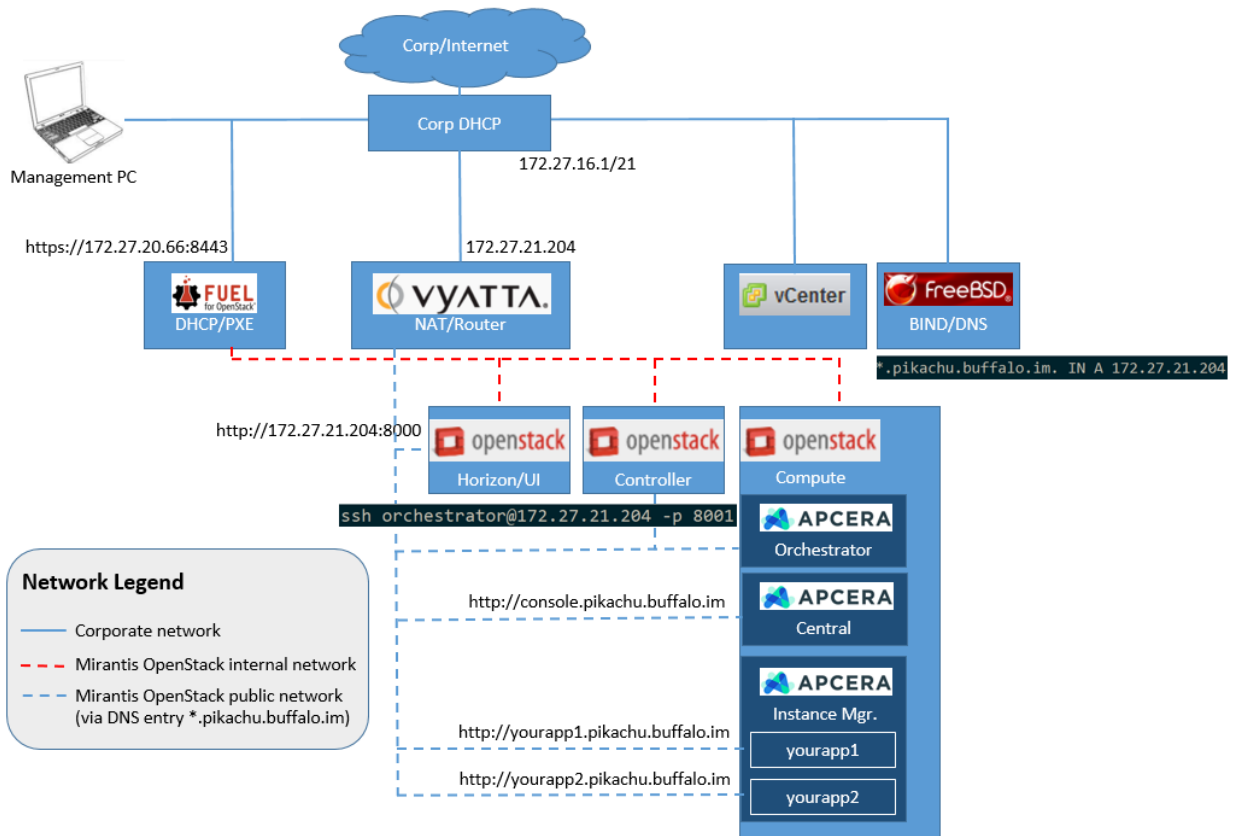 Corp/Internet
Corp DHCP
172.27.16.1/21
Management PC
https://172.27.20.66:8443
172.27.21.204
FUEL
for OpenStack
DHCP/PXE
VYATTA.
NAT/Router
vCenter
FreeBSD
BIND/DNS
*.pikachu.buffalo.im. IN A 172.27.21.204
http://172.27.21.204:8000
openstack
Horizon/UI
openstack
Controller
openstack
Compute
ssh orchestrator@172.27.21.204 -p 8001
APCERA
Orchestrator
http://console.pikachu.buffalo.im
APCERA
Central
APCERA
Instance Mgr.
http://yourapp1.pikachu.buffalo.im
yourapp1
http://yourapp2.pikachu.buffalo.im
yourapp2
Network Legend
Corporate network
Mirantis OpenStack internal network
Mirantis OpenStack public network
(via DNS entry *.pikachu.buffalo.im)